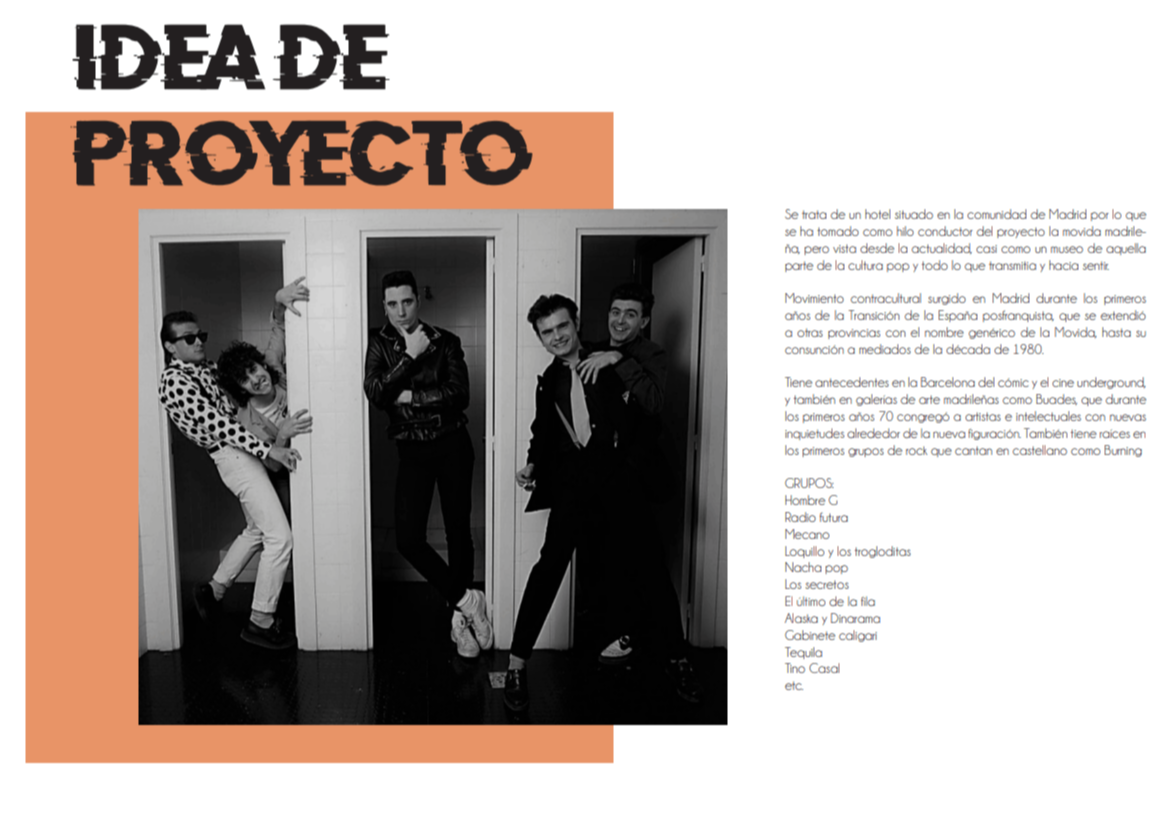 IDEA DE
PROYECTO
Se trata de un hotel situado en la comunidad de Madrid por lo que
se ha tomado como hilo conductor del proyecto la movida madrile-
ña, pero vista desde la actualidad, casi como un museo de aquella
parte de la cultura pop y todo lo que transmitia y hacia sentir.
Movimiento contracultural surgido en Madrid durante los primeros
años de la Transición de la España posfranquista, que se extendió
a otras provincias con el nombre genérico de la Movida, hasta su
consunción a mediados de la década de 1980.
Tiene antecedentes en la Barcelona del cómic y el cine underground,
y también en galerias de arte madrileñas como Buades, que durante
los primeros años 70 congregó a artistas e intelectuales con nuevas
inquietudes alrededor de la nueva figuración. También tiene raices en
los primeros grupos de rock que cantan en castellano como Burning
GRUPOS:
Hombre G
Radio futura
Mecano
Loquillo y los trogloditas
Nacha pop
Los secretos
El último de la fila
Alaska y Dinarama
Gabinete caligari
Tequila
Tino Casal
etc.